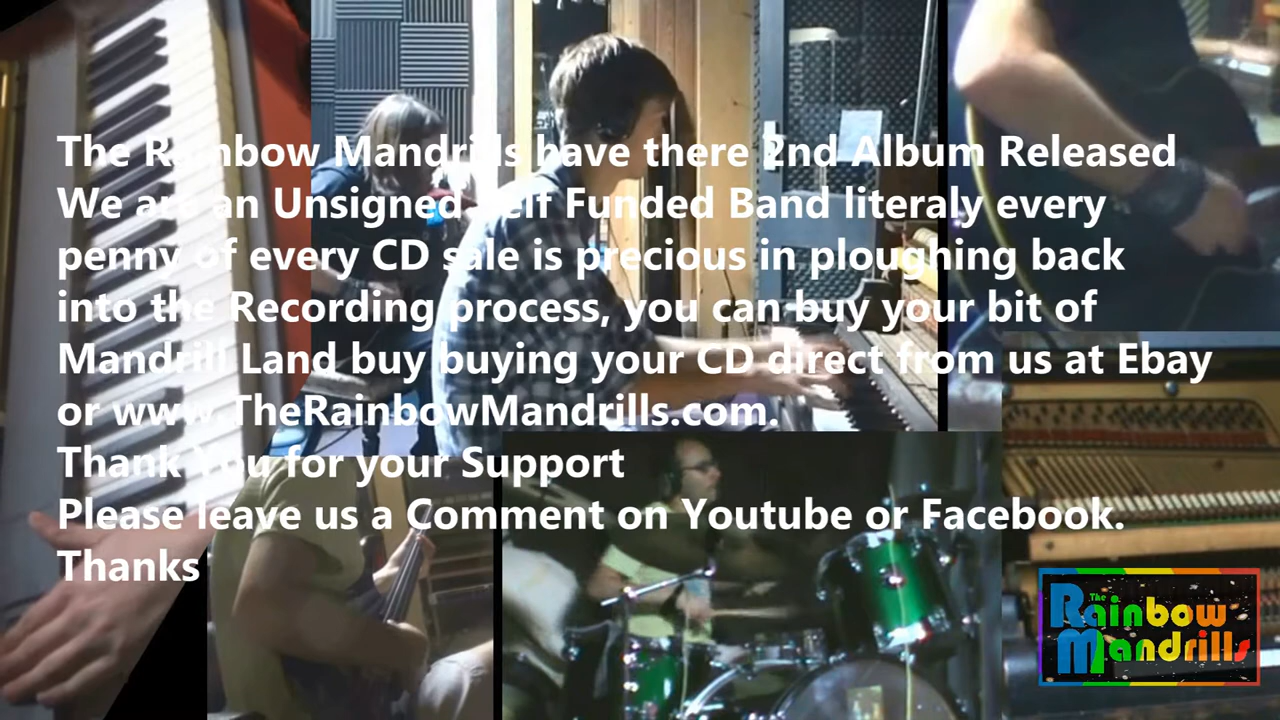 The Rainbow Mandrills have there 2nd Album Released
We are an Unsigned Self Funded Band literaly every
penny of every CD sale is precious in ploughing back
into the Recording process, you can buy your bit of
Mandrill Land buy buying your CD direct from us at Ebay
or www.TheRainbowMandrills.com.
Thank You for your Support
Please leave us a Comment on Youtube or Facebook.
Thanks
The Rainbow
Mandrills